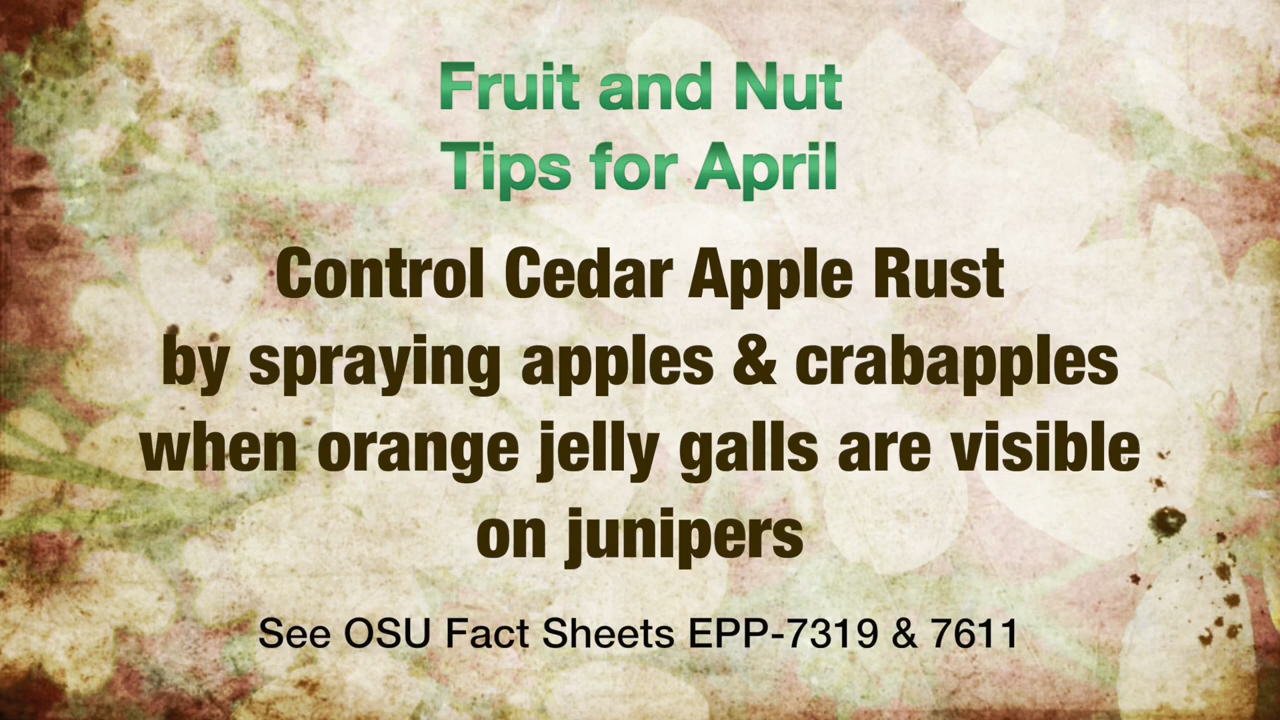 Fruit and Nut
Tips for April
Control Cedar Apple Rust
by spraying apples & crabapples
when orange jelly galls are visible
on junipers
See OSU Fact Sheets EPP-7319 & 7611